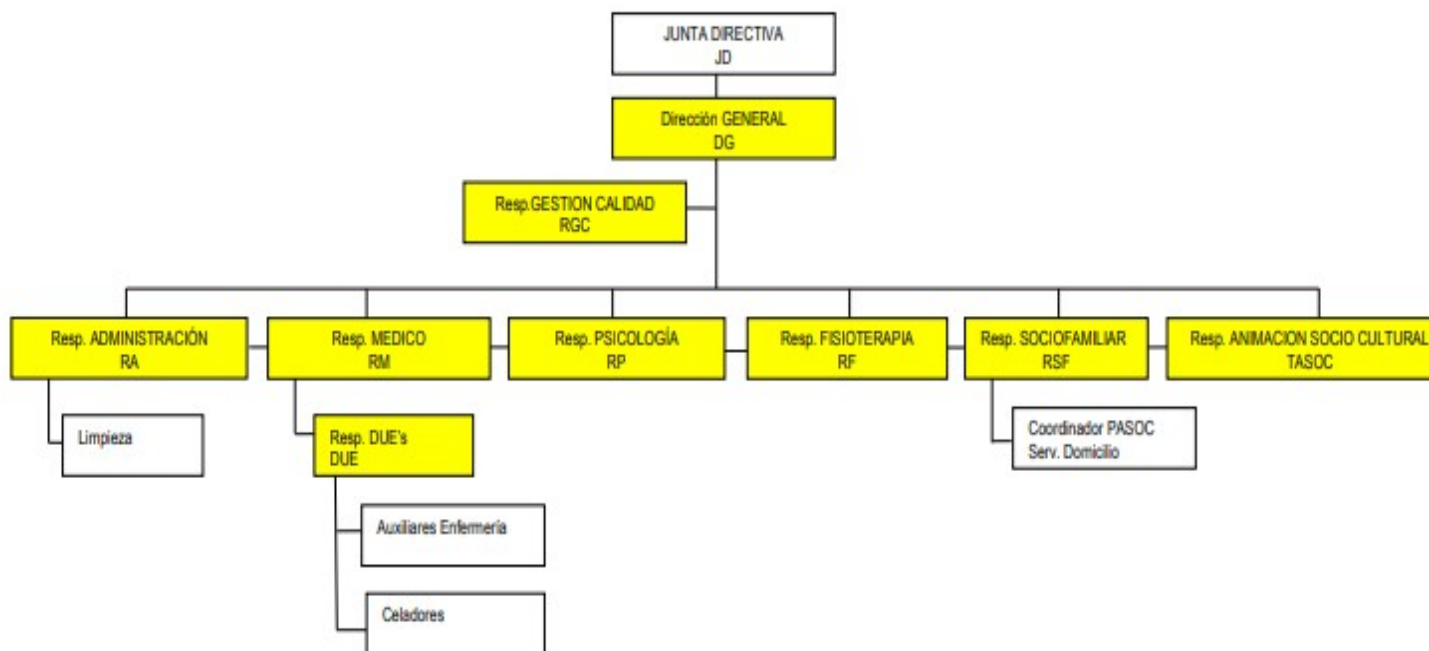 JUNTA DIRECTIVA
JD
Dirección GENERAL
DG
Resp.GESTION CALIDAD
RGC
Resp. ADMINISTRACIÓN
RA
Resp. MEDICO
RM
Resp. PSICOLOGÍA
RP
Resp. FISIOTERAPIA
RF
Resp. SOCIOFAMILIAR
RSF
Resp. ANIMACION SOCIO CULTURAL
TASOC
Limpieza
Resp. DUE's
DUE
Coordinador PASOC
Serv. Domicilio
Auxiliares Enfermería
Celadores